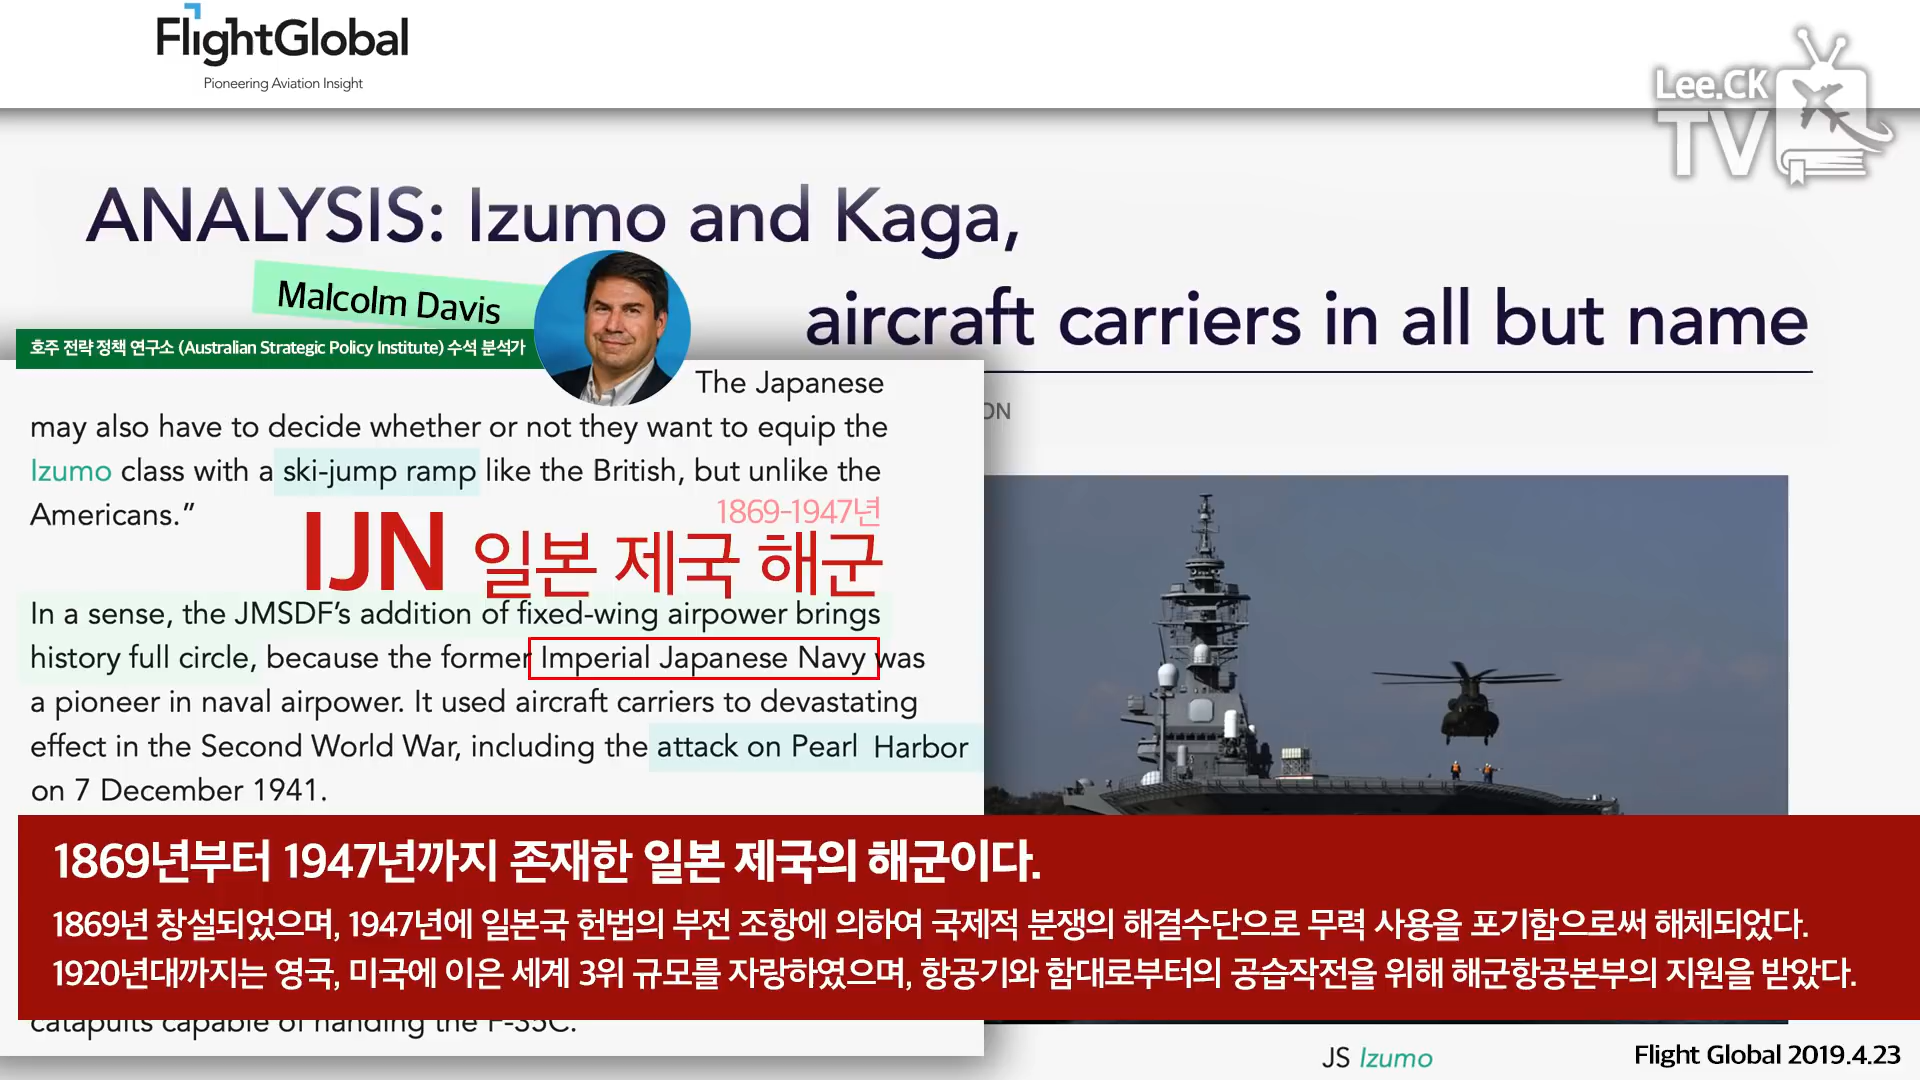 FlightGlobal
Pioneering Aviation Insight
Lee.CK
TV
ANALYSIS: Izumo and Kaga,
aircraft carriers in all but name
Malcolm Davis
호주 전략 정책 연구소 (Australian Strategic Policy Institute) 수석 분석가
ON
The Japanese
may also have to decide whether or not they want to equip the
Izumo class with a ski-jump ramp like the British, but unlike the
Americans.”
1869-1947년
IJN 일본 제국 해군
In a sense, the JMSDF’s addition of fixed-wing airpower brings
history full circle, because the former Imperial Japanese Navy was
a pioneer in naval airpower. It used aircraft carriers to devastating
effect in the Second World War, including the attack on Pearl Harbor
on 7 December 1941.
1869년부터 1947년까지 존재한 일본 제국의 해군이다.
1869년 창설되었으며, 1947년에 일본국 헌법의 부전 조항에 의하여 국제적 분쟁의 해결수단으로 무력 사용을 포기함으로써 해체되었다.
1920년대까지는 영국, 미국에 이은 세계 3위 규모를 자랑하였으며, 항공기와 함대로부터의 공습작전을 위해 해군항공본부의 지원을 받았다.
catapults capable of handing the F-35C.
JS Izumo
Flight Global 2019.4.23